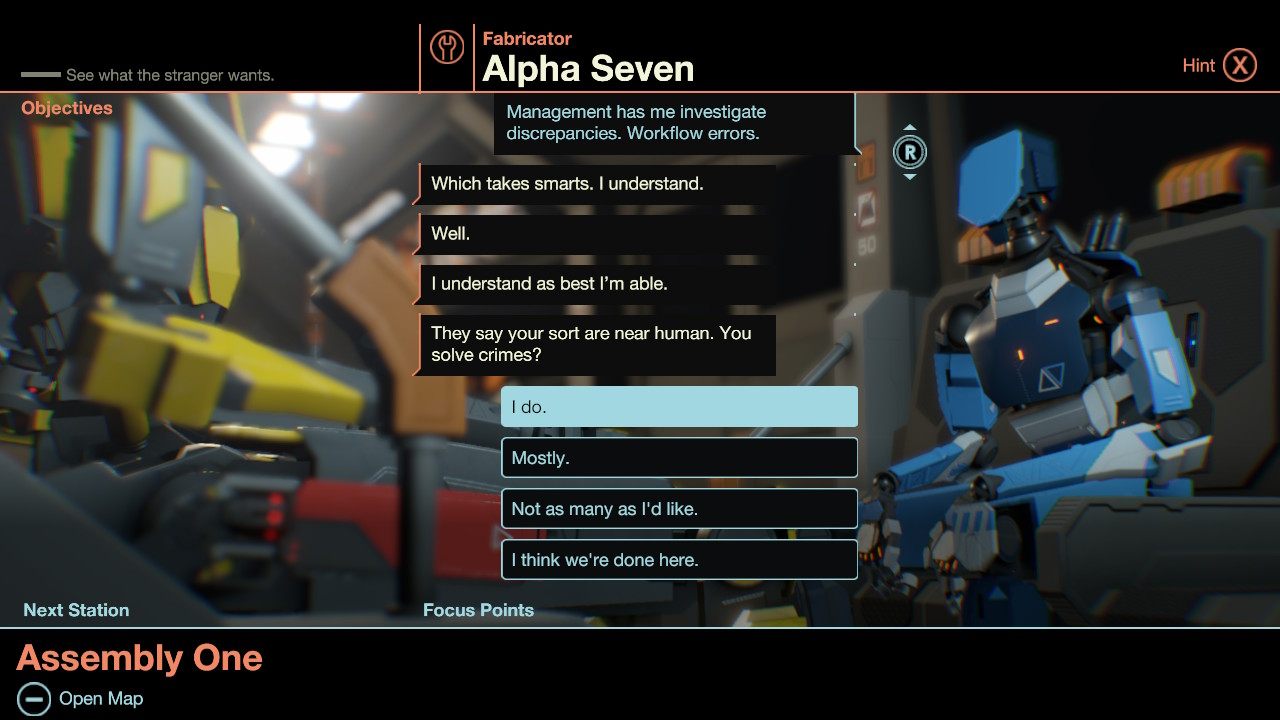 Fabricator
Alpha Seven
See what the stranger wants.
Hint X
Objectives
Management has me investigate
discrepancies. Workflow errors.
R
Which takes smarts. I understand.
Well.
I understand as best I'm able.
They say your sort are near human. You
solve crimes?
I do.
Mostly.
Not as many as I'd like.
I think we're done here.
50
Next Station
Focus Points
Assembly One
Open Map